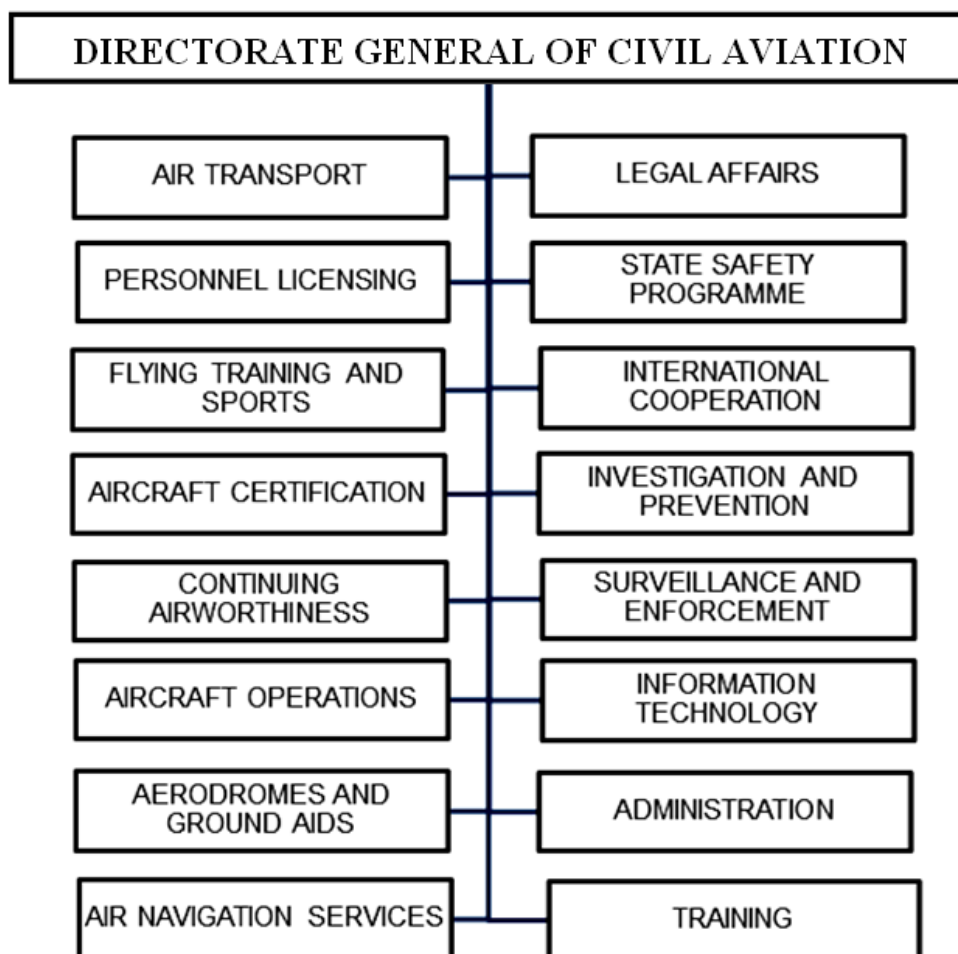 DIRECTORATE GENERAL OF CIVIL AVIATION
AIR TRANSPORT
LEGAL AFFAIRS
PERSONNEL LICENSING
STATE SAFETY
PROGRAMME
FLYING TRAINING AND
SPORTS
INTERNATIONAL
COOPERATION
AIRCRAFT CERTIFICATION
INVESTIGATION AND
PREVENTION
CONTINUING
AIRWORTHINESS
SURVEILLANCE AND
ENFORCEMENT
AIRCRAFT OPERATIONS
INFORMATION
TECHNOLOGY
AERODROMES AND
GROUND AIDS
ADMINISTRATION
AIR NAVIGATION SERVICES
TRAINING